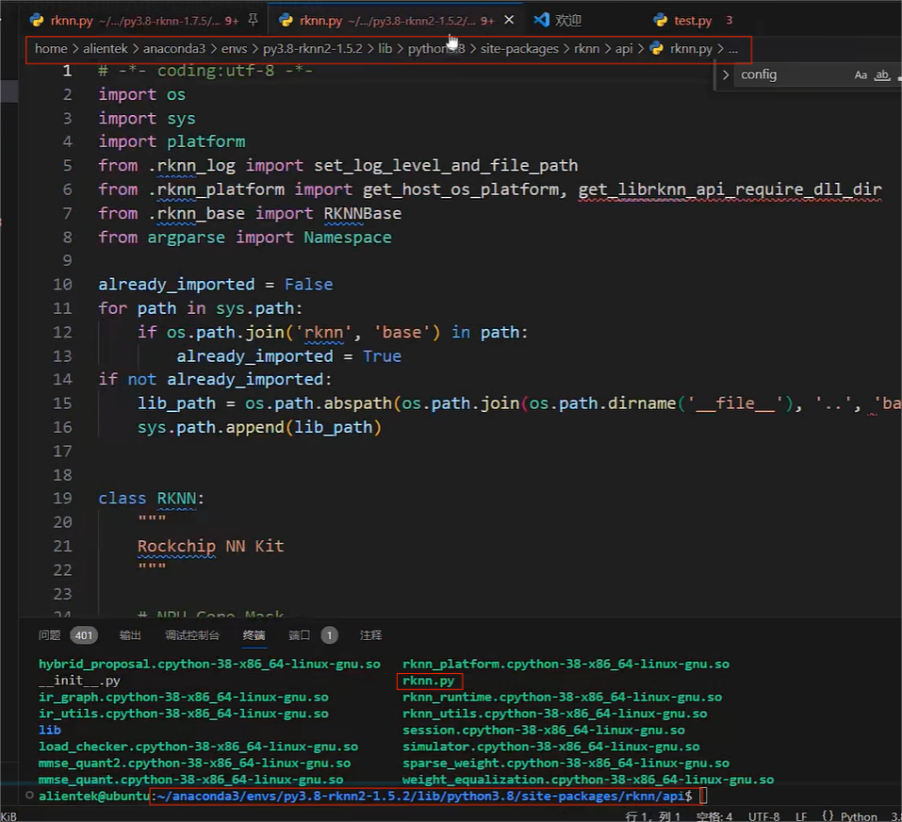 rknn.py ~/.../py3.8-rknn-1.7.5/... 9+ rknn.py ~/.../py3.8-rknn2-1.5.2/... 9+ × 欢迎 test.py 3
home > alientek > anaconda3 > envs > py3.8-rknn2-1.5.2 > lib > python3.8 > site-packages > rknn > api > rknn.py > ...
> config Aa ab
1 # -*- coding:utf-8 -*-
2 import os
3 import sys
4 import platform
5 from .rknn_log import set_log_level_and_file_path
6 from .rknn_platform import get_host_os_platform, get_librknn_api_require_dll_dir
7 from .rknn_base import RKNNBase
8 from argparse import Namespace
9
10 already_imported = False
11 for path in sys.path:
12 if os.path.join('rknn', 'base') in path:
13 already_imported = True
14 if not already_imported:
15 lib_path = os.path.abspath(os.path.join(os.path.dirname('__file__'), '..', 'ba
16 sys.path.append(lib_path)
17
18
19 class RKNN:
20 """
21 Rockchip NN Kit
22 """
23
24 # NPU Core Mask
问题 401 输出 调试控制台 终端 端口 1 注释
hybrid_proposal.cpython-38-x86_64-linux-gnu.so rknn_platform.cpython-38-x86_64-linux-gnu.so
__init__.py rknn.py
ir_graph.cpython-38-x86_64-linux-gnu.so rknn_runtime.cpython-38-x86_64-linux-gnu.so
ir_utils.cpython-38-x86_64-linux-gnu.so rknn_utils.cpython-38-x86_64-linux-gnu.so
lib session.cpython-38-x86_64-linux-gnu.so
load_checker.cpython-38-x86_64-linux-gnu.so simulator.cpython-38-x86_64-linux-gnu.so
mmse_quant2.cpython-38-x86_64-linux-gnu.so sparse_weight.cpython-38-x86_64-linux-gnu.so
mmse_quant.cpython-38-x86_64-linux-gnu.so weight_equalization.cpython-38-x86_64-linux-gnu.so
alientek@ubuntu:~/anaconda3/envs/py3.8-rknn2-1.5.2/lib/python3.8/site-packages/rknn/api$
KiB 行 1, 列 1 空格: 4 UTF-8 LF {} Python 3.8